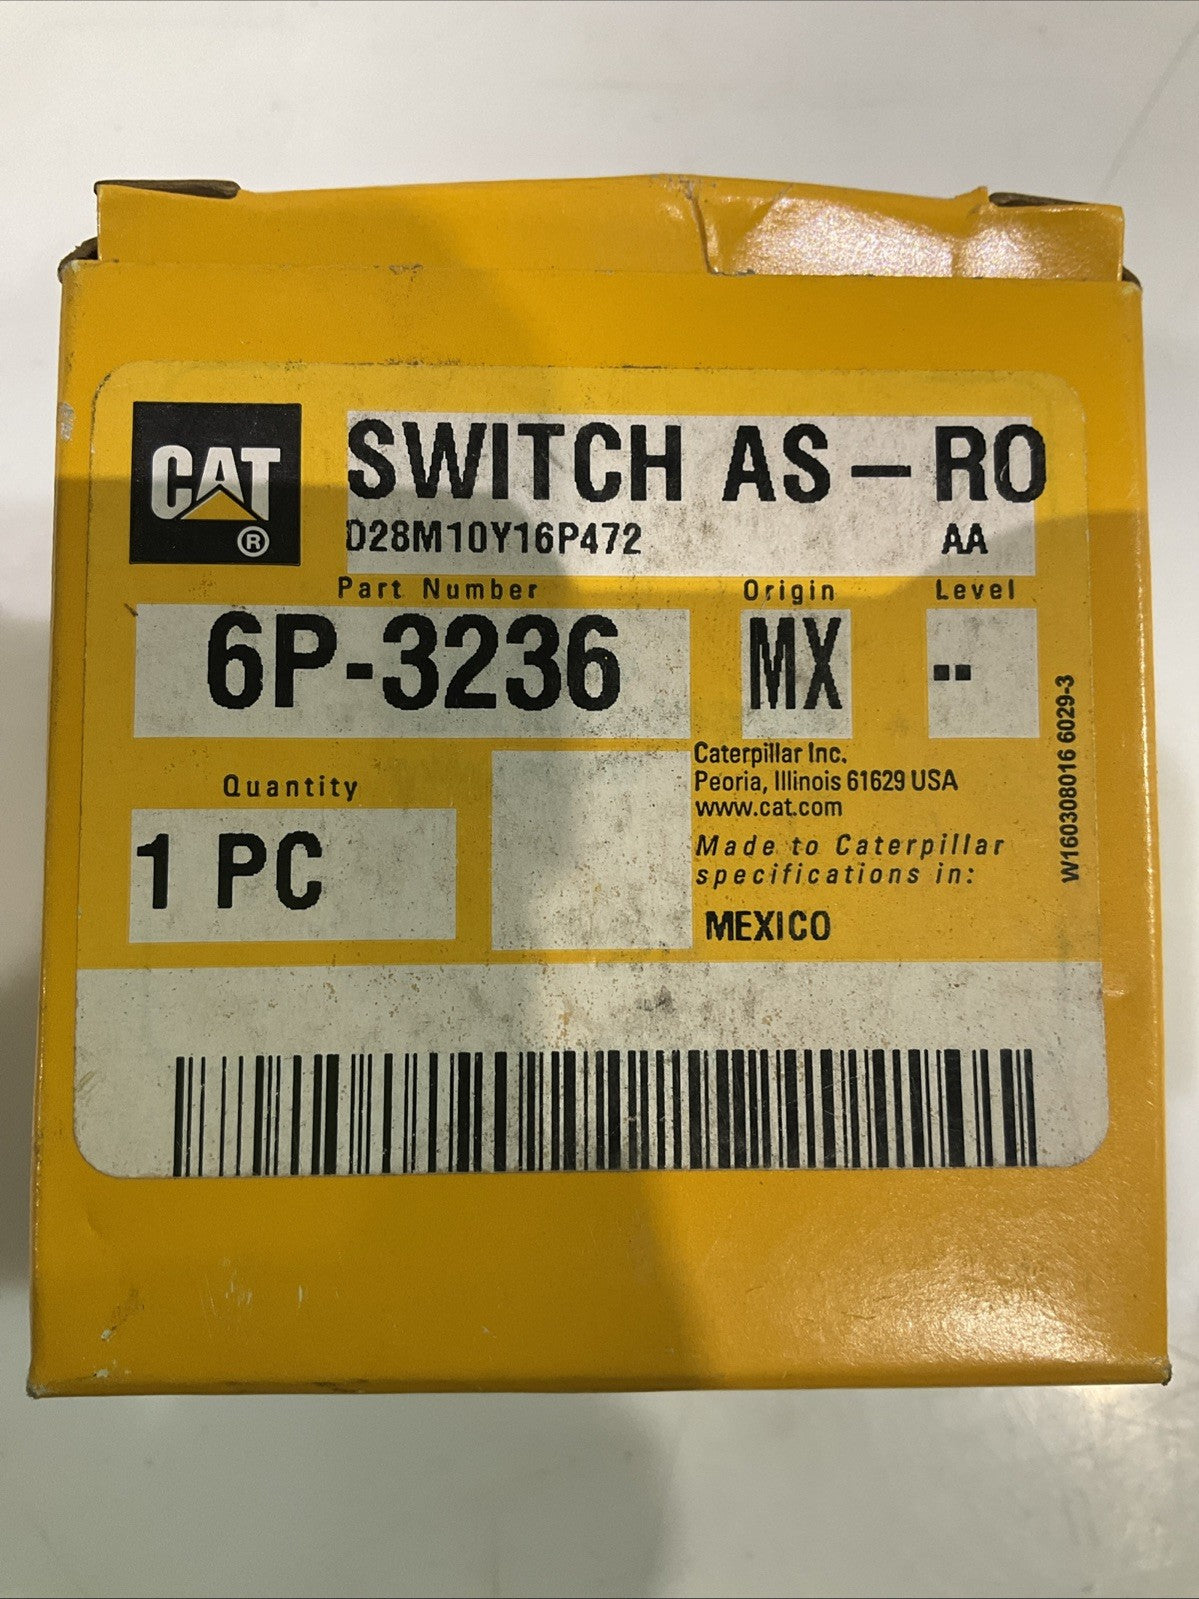 CAT
®
SWITCH AS-RO
D28M10Y16P472 AA
Part Number Origin Level
6P-3236 MX --
Quantity
1 PC
Caterpillar Inc.
Peoria, Illinois 61629 USA
www.cat.com
Made to Caterpillar
specifications in:
MEXICO
W160308016 6029-3